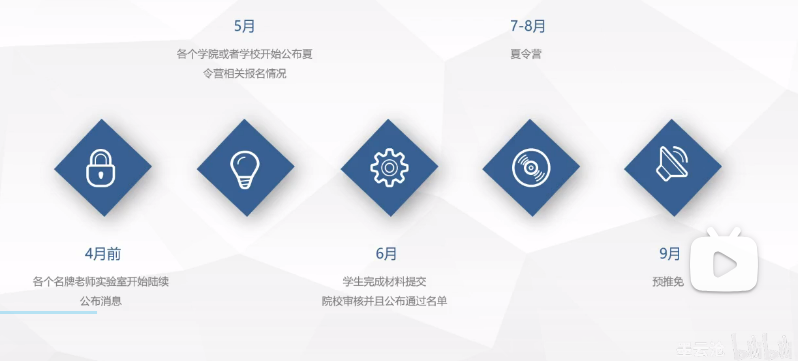 5月
各个学院或者学校开始公布夏
令营相关报名情况
7-8月
夏令营
4月前
各个名牌老师实验室开始陆续
公布消息
6月
学生完成材料提交
院校审核并且公布通过名单
9月
预推免
bilibili